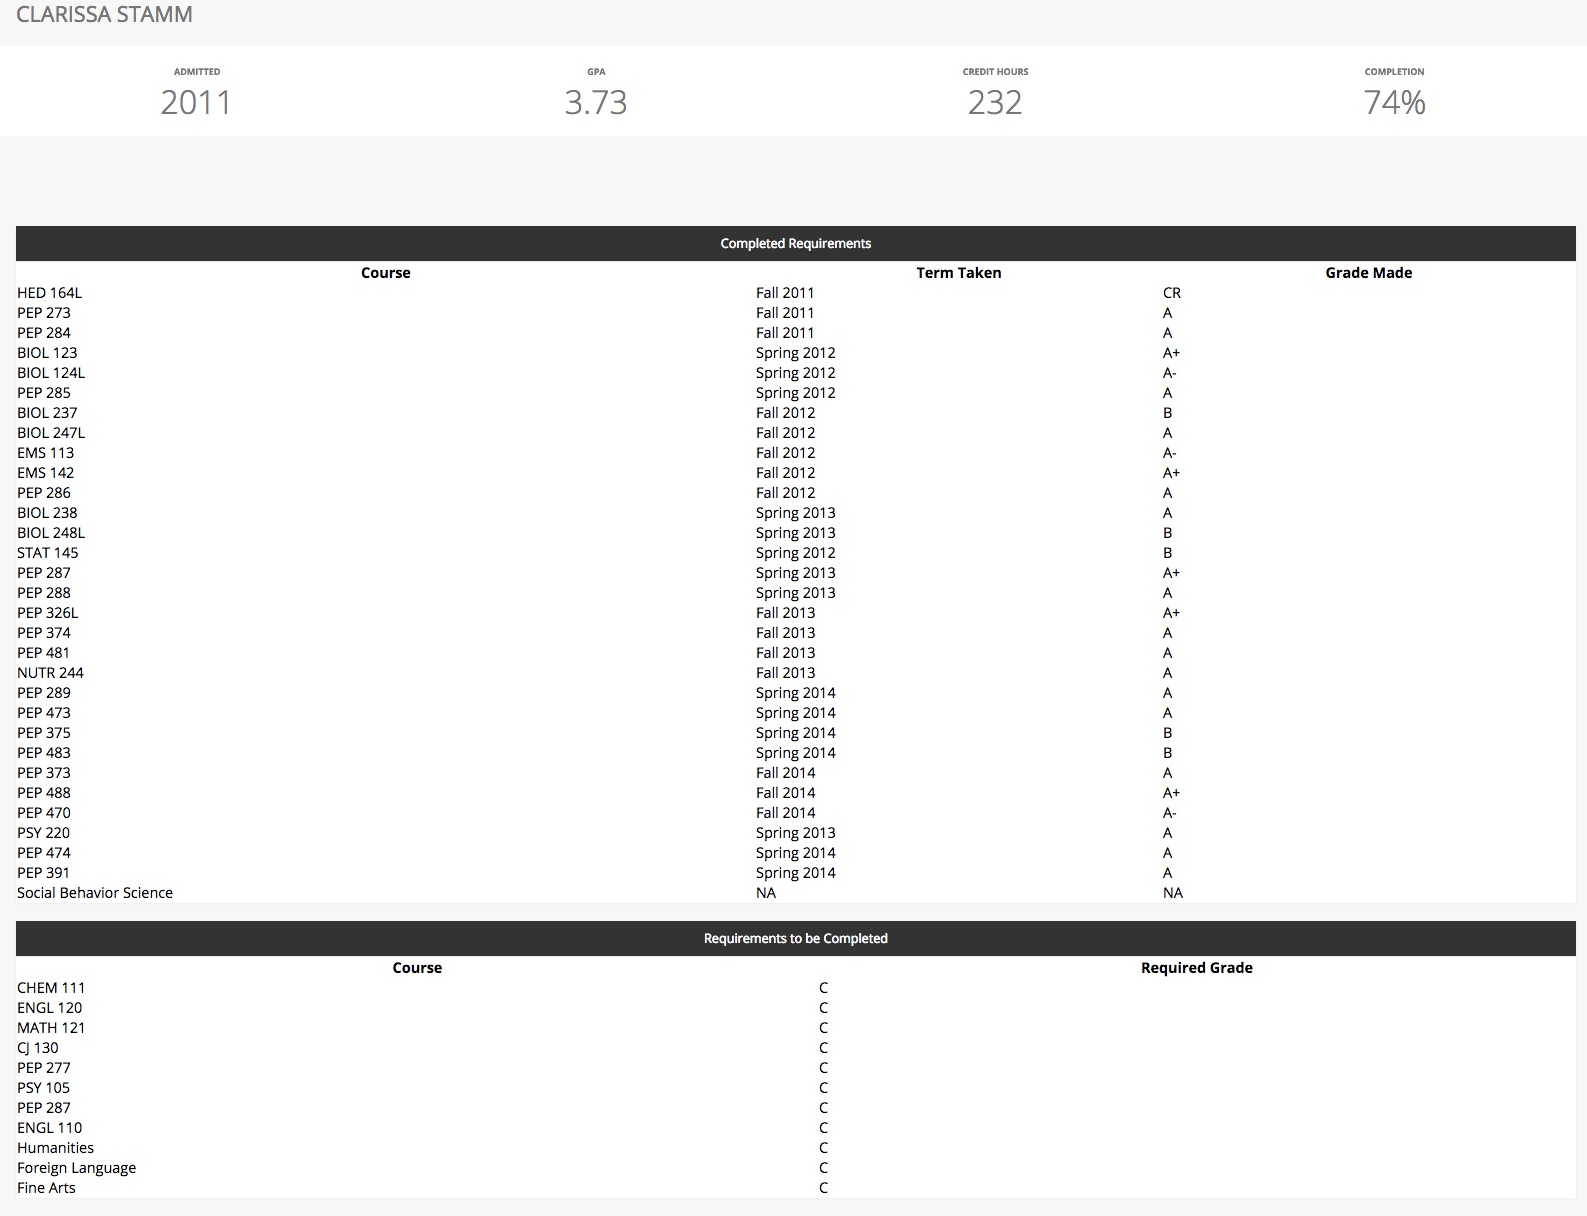 CLARISSA STAMM
ADMITTED GPA CREDIT HOURS COMPLETION
2011 3.73 232 74%
Completed Requirements
Course Term Taken Grade Made
HED 164L Fall 2011 CR
PEP 273 Fall 2011 A
PEP 284 Fall 2011 A
BIOL 123 Spring 2012 A+
BIOL 124L Spring 2012 A-
PEP 285 Spring 2012 A
BIOL 237 Fall 2012 B
BIOL 247L Fall 2012 A
EMS 113 Fall 2012 A-
EMS 142 Fall 2012 A+
PEP 286 Fall 2012 A
BIOL 238 Spring 2013 A
BIOL 248L Spring 2013 B
STAT 145 Spring 2012 B
PEP 287 Spring 2013 A+
PEP 288 Spring 2013 A
PEP 326L Fall 2013 A+
PEP 374 Fall 2013 A
PEP 481 Fall 2013 A
NUTR 244 Fall 2013 A
PEP 289 Spring 2014 A
PEP 473 Spring 2014 A
PEP 375 Spring 2014 B
PEP 483 Spring 2014 B
PEP 373 Fall 2014 A
PEP 488 Fall 2014 A+
PEP 470 Fall 2014 A-
PSY 220 Spring 2013 A
PEP 474 Spring 2014 A
PEP 391 Spring 2014 A
Social Behavior Science NA NA
Requirements to be Completed
Course Required Grade
CHEM 111 C
ENGL 120 C
MATH 121 C
CJ 130 C
PEP 277 C
PSY 105 C
PEP 287 C
ENGL 110 C
Humanities C
Foreign Language C
Fine Arts C